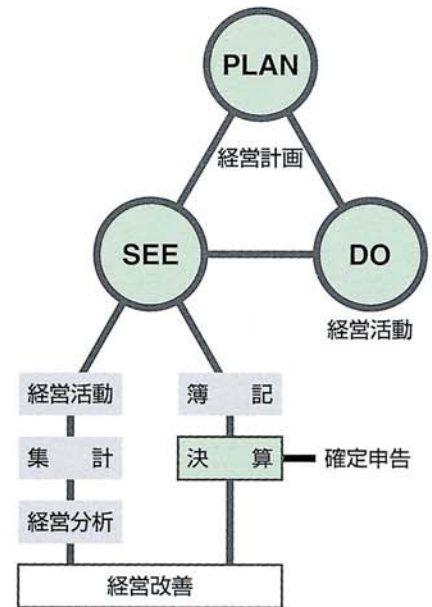 PLAN
経営計画
SEE
DO
経営活動
経営活動
簿 記
集 計
決 算
確定申告
経営分析
経営改善